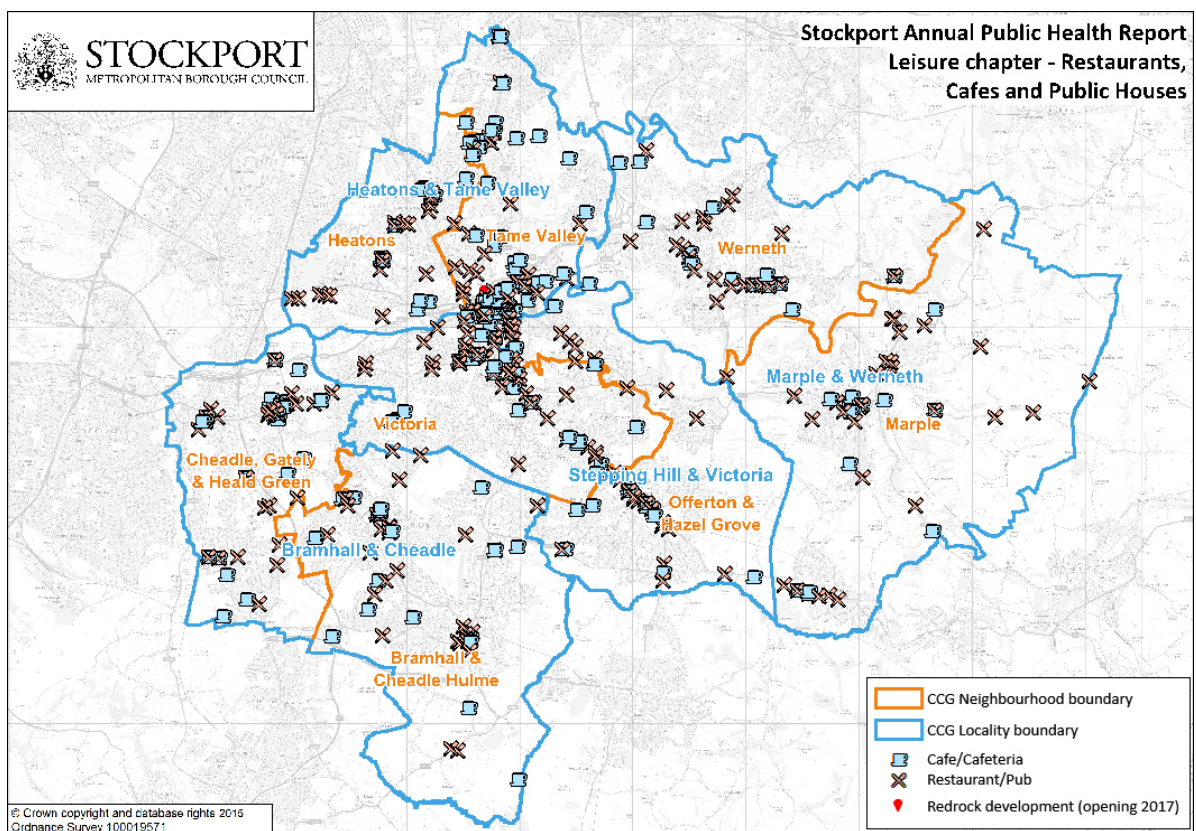 STOCKPORT
METROPOLITAN BOROUGH COUNCIL
Stockport Annual Public Health Report
Leisure chapter - Restaurants,
Cafes and Public Houses
Heatons & Tame Valley
Heatons
Tame Valley
Werneth
Marple & Werneth
Marple
Victoria
Cheadle, Gately
& Heald Green
Stepping Hill & Victoria
Offerton &
Hazel Grove
Bramhall & Cheadle
Bramhall &
Cheadle Hulme
CCG Neighbourhood boundary
CCG Locality boundary
Cafe/Cafeteria
Restaurant/Pub
Redrock development (opening 2017)
© Crown copyright and database rights 2015
Ordnance Survey 100019571